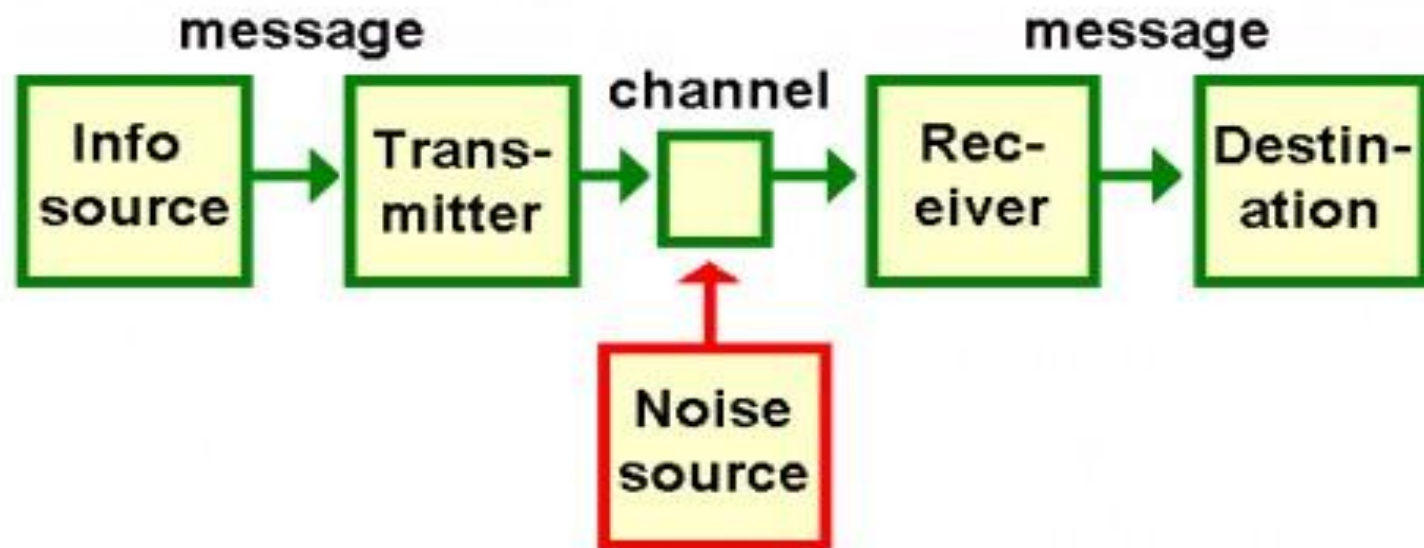 message
message
channel
Info
source
Trans-
mitter
Rec-
eiver
Destin-
ation
Noise
source